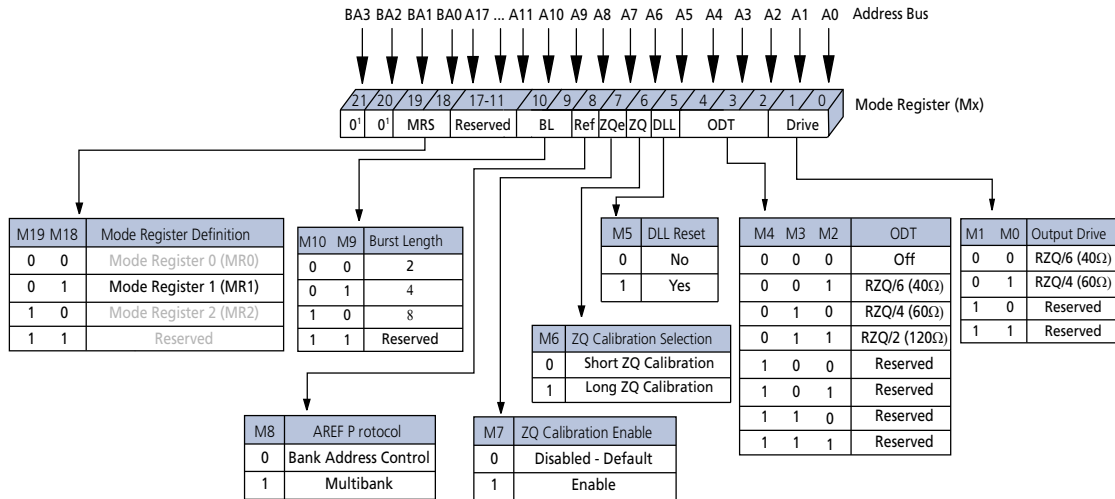 BA3 BA2 BA1 BA0 A17 ... A11 A10 A9 A8 A7 A6 A5 A4 A3 A2 A1 A0 Address Bus
21 20 19 18 17-11 10 9 8 7 6 5 4 3 2 1 0 Mode Register (Mx)
0¹ 0¹ MRS Reserved BL Ref ZQe ZQ DLL ODT Drive
M19 M18 Mode Register Definition
0 0 Mode Register 0 (MR0)
0 1 Mode Register 1 (MR1)
1 0 Mode Register 2 (MR2)
1 1 Reserved
M10 M9 Burst Length
0 0 2
0 1 4
1 0 8
1 1 Reserved
M5 DLL Reset
0 No
1 Yes
M4 M3 M2 ODT
0 0 0 Off
0 0 1 RZQ/6 (40Ω)
0 1 0 RZQ/4 (60Ω)
0 1 1 RZQ/2 (120Ω)
1 0 0 Reserved
1 0 1 Reserved
1 1 0 Reserved
1 1 1 Reserved
M1 M0 Output Drive
0 0 RZQ/6 (40Ω)
0 1 RZQ/4 (60Ω)
1 0 Reserved
1 1 Reserved
M6 ZQ Calibration Selection
0 Short ZQ Calibration
1 Long ZQ Calibration
M8 AREF P rotocol
0 Bank Address Control
1 Multibank
M7 ZQ Calibration Enable
0 Disabled - Default
1 Enable